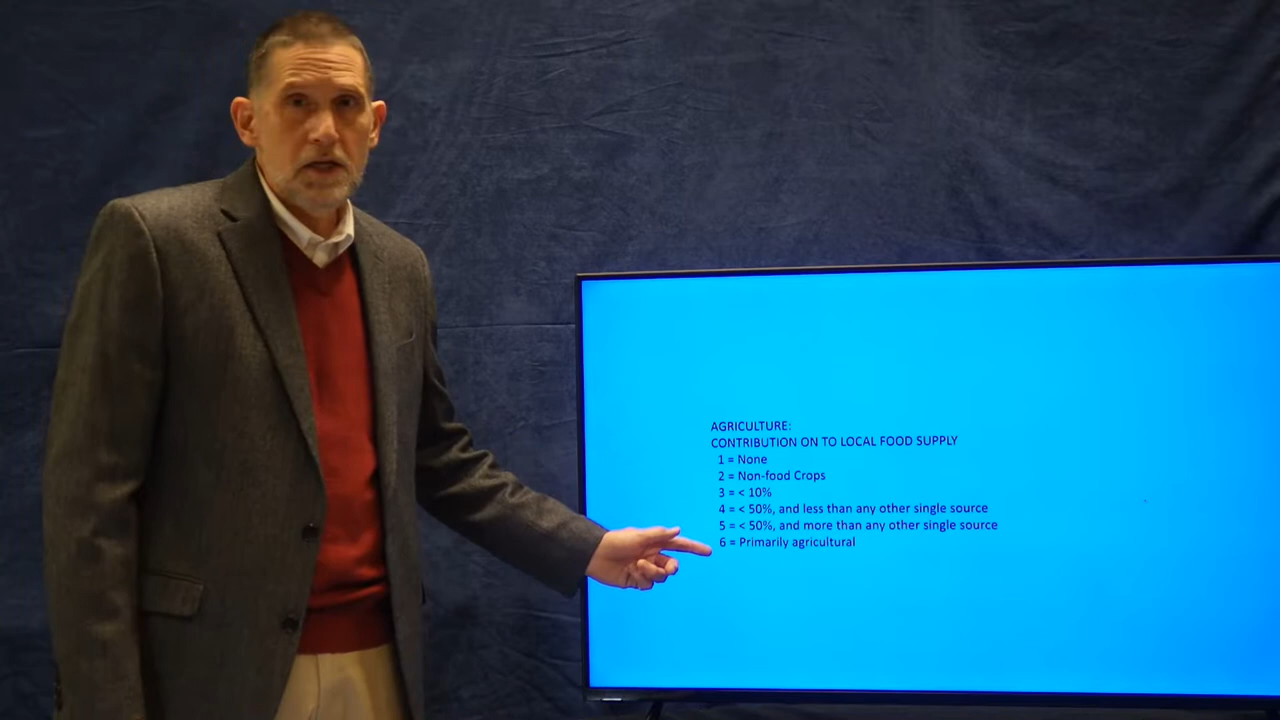 AGRICULTURE:
CONTRIBUTION ON TO LOCAL FOOD SUPPLY
1 = None
2 = Non-food Crops
3 = < 10%
4 = < 50%, and less than any other single source
5 = < 50%, and more than any other single source
6 = Primarily agricultural